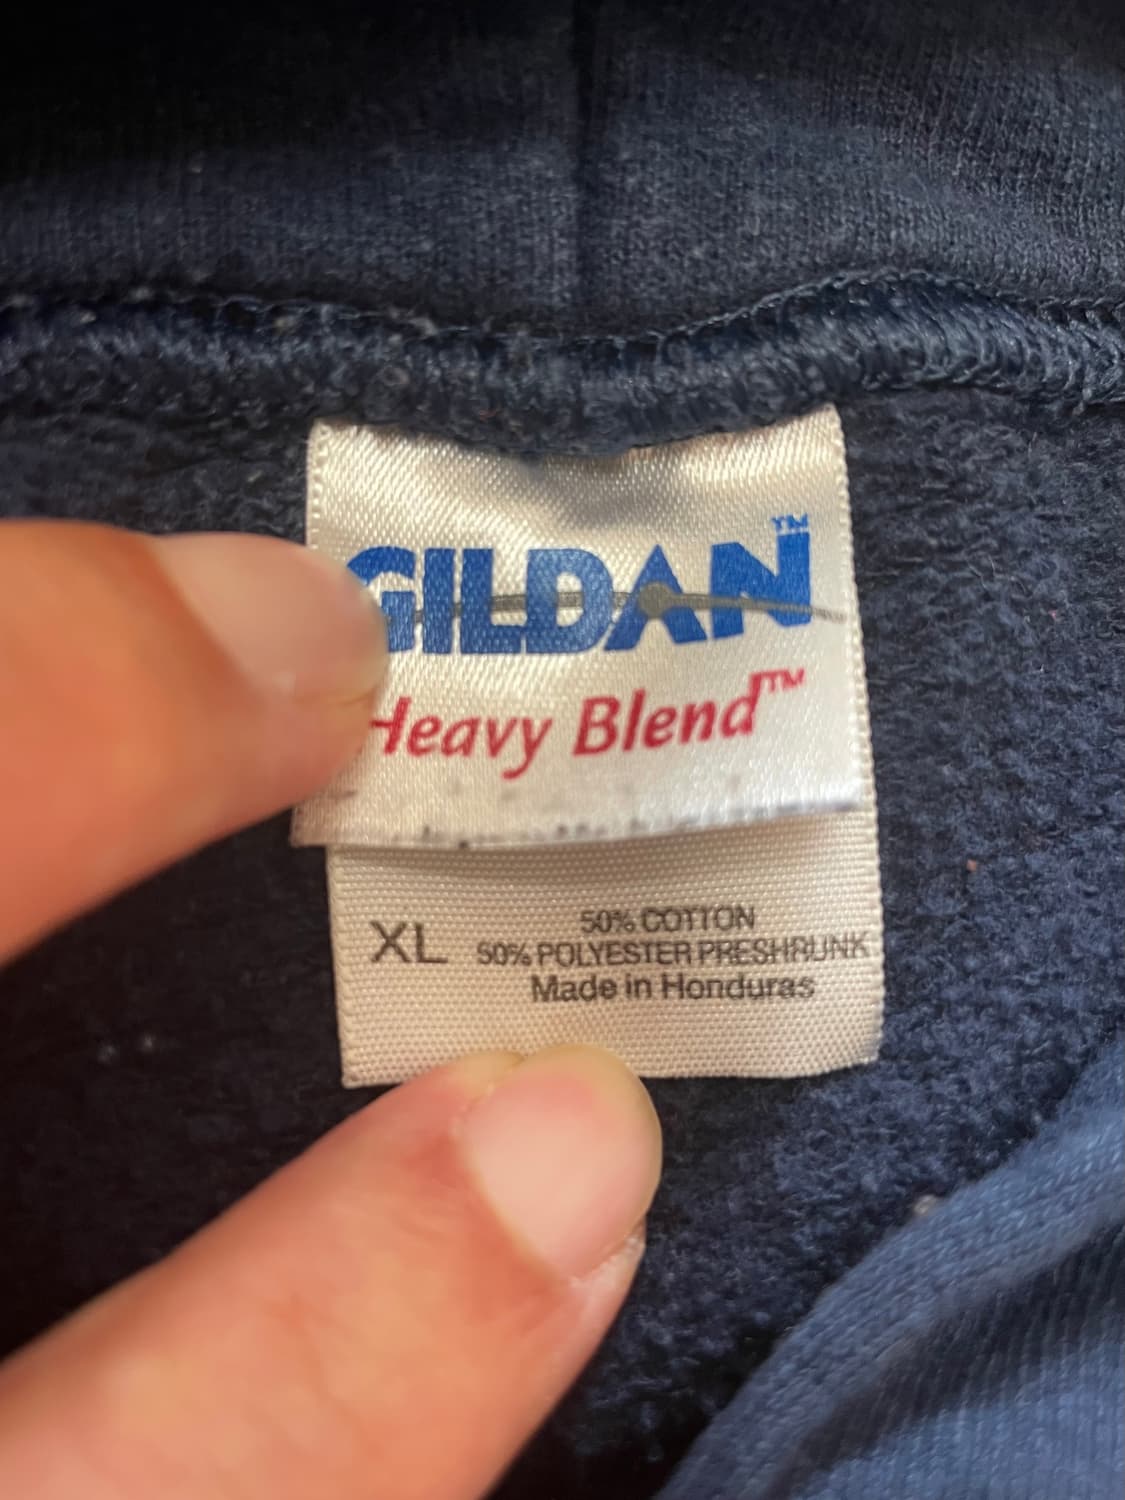 GILDAN™
Heavy Blend™
XL
50% COTTON
50% POLYESTER PRESHRUNK
Made in Honduras